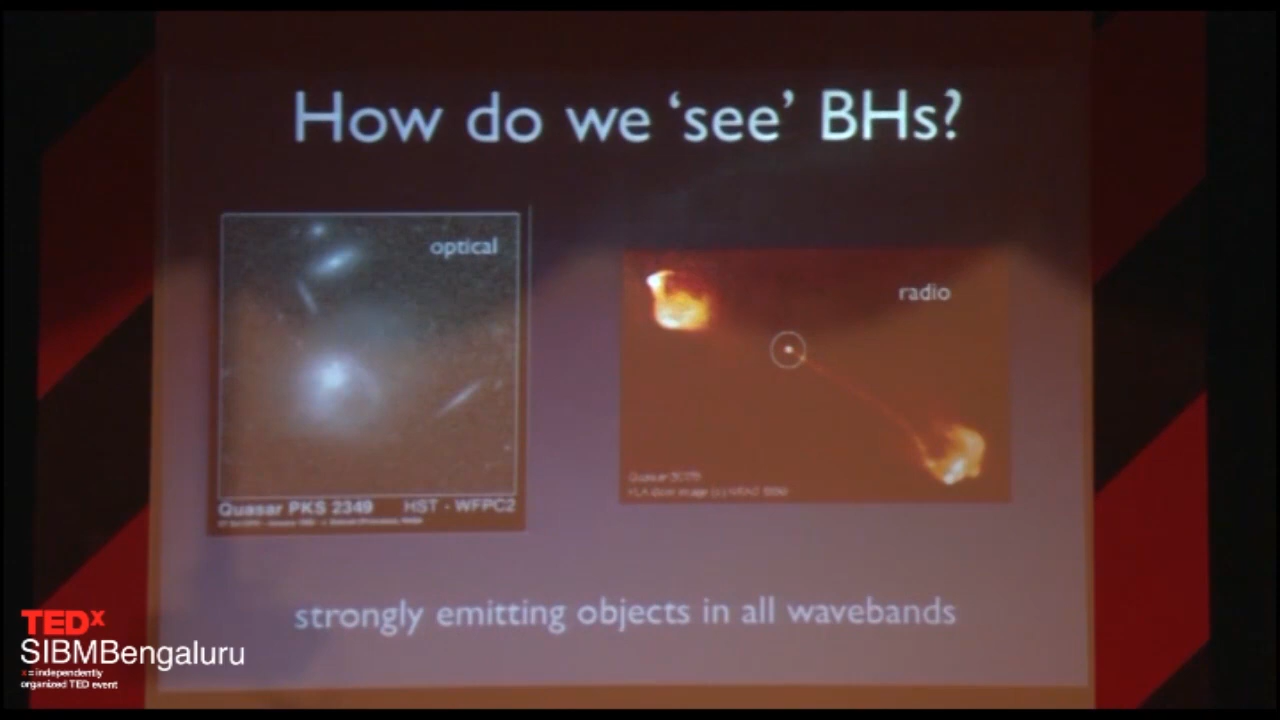 How do we ‘see’ BHs?
optical
radio
Quasar PKS 2349 HST - WFPC2
strongly emitting objects in all wavebands
TEDx
SIBMBengaluru
x = independently
organized TED event